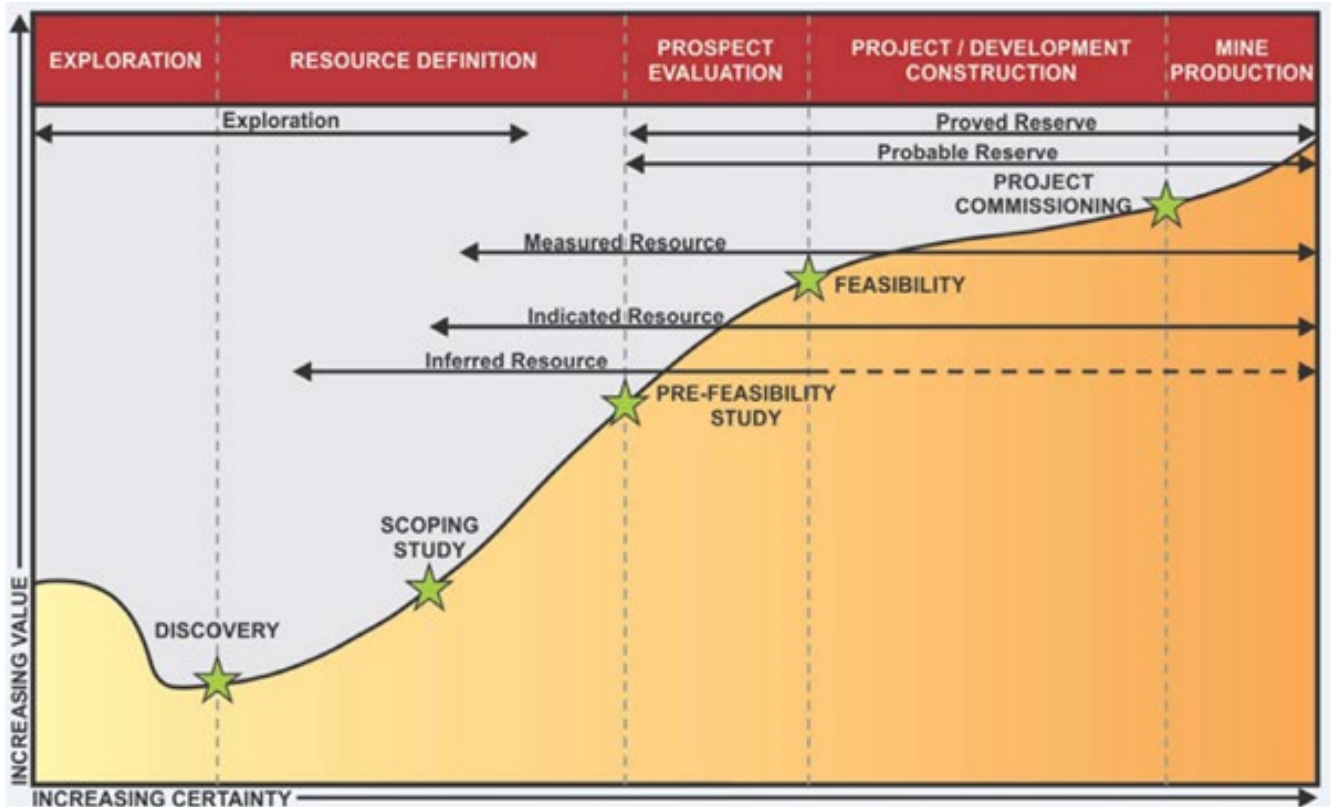 EXPLORATION
RESOURCE DEFINITION
PROSPECT
EVALUATION
PROJECT / DEVELOPMENT
CONSTRUCTION
MINE
PRODUCTION
Exploration
Proved Reserve
Probable Reserve
PROJECT
COMMISSIONING
Measured Resource
FEASIBILITY
Indicated Resource
Inferred Resource
PRE-FEASIBILITY
STUDY
SCOPING
STUDY
DISCOVERY
INCREASING VALUE
INCREASING CERTAINTY